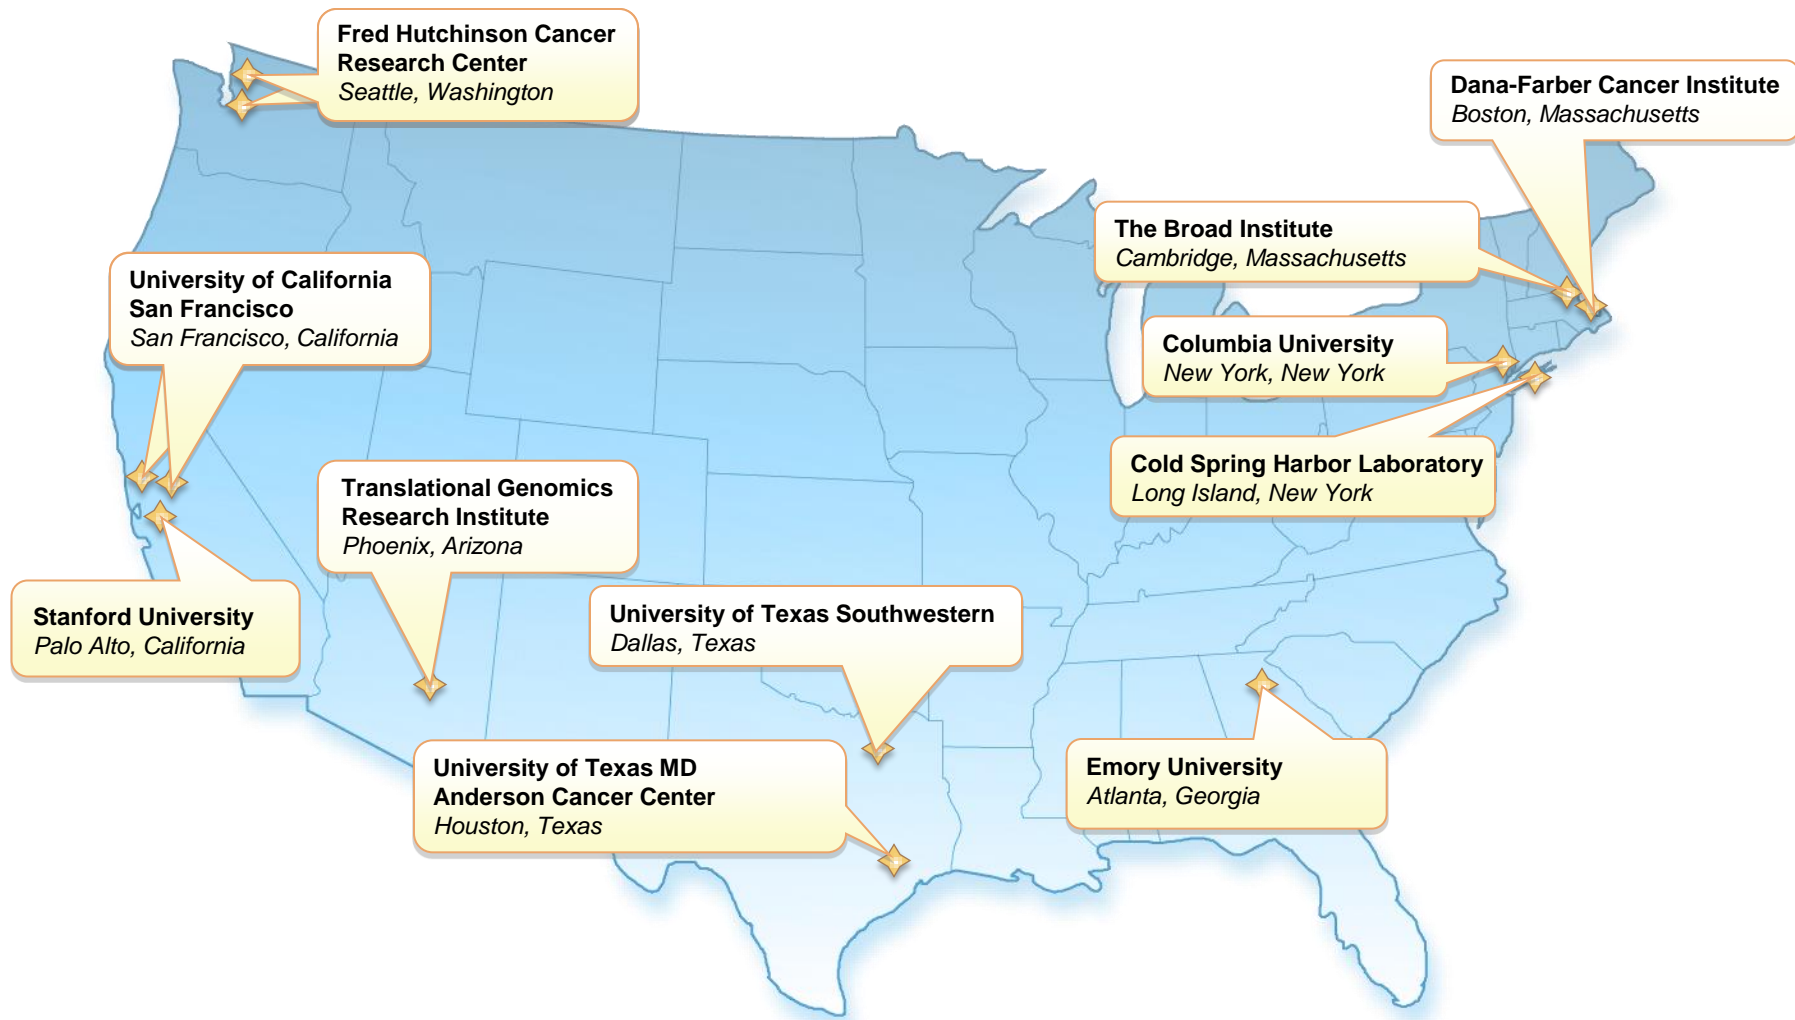 Fred Hutchinson Cancer
Research Center
Seattle, Washington
Dana-Farber Cancer Institute
Boston, Massachusetts
The Broad Institute
Cambridge, Massachusetts
University of California
San Francisco
San Francisco, California
Columbia University
New York, New York
Cold Spring Harbor Laboratory
Long Island, New York
Translational Genomics
Research Institute
Phoenix, Arizona
Stanford University
Palo Alto, California
University of Texas Southwestern
Dallas, Texas
University of Texas MD
Anderson Cancer Center
Houston, Texas
Emory University
Atlanta, Georgia